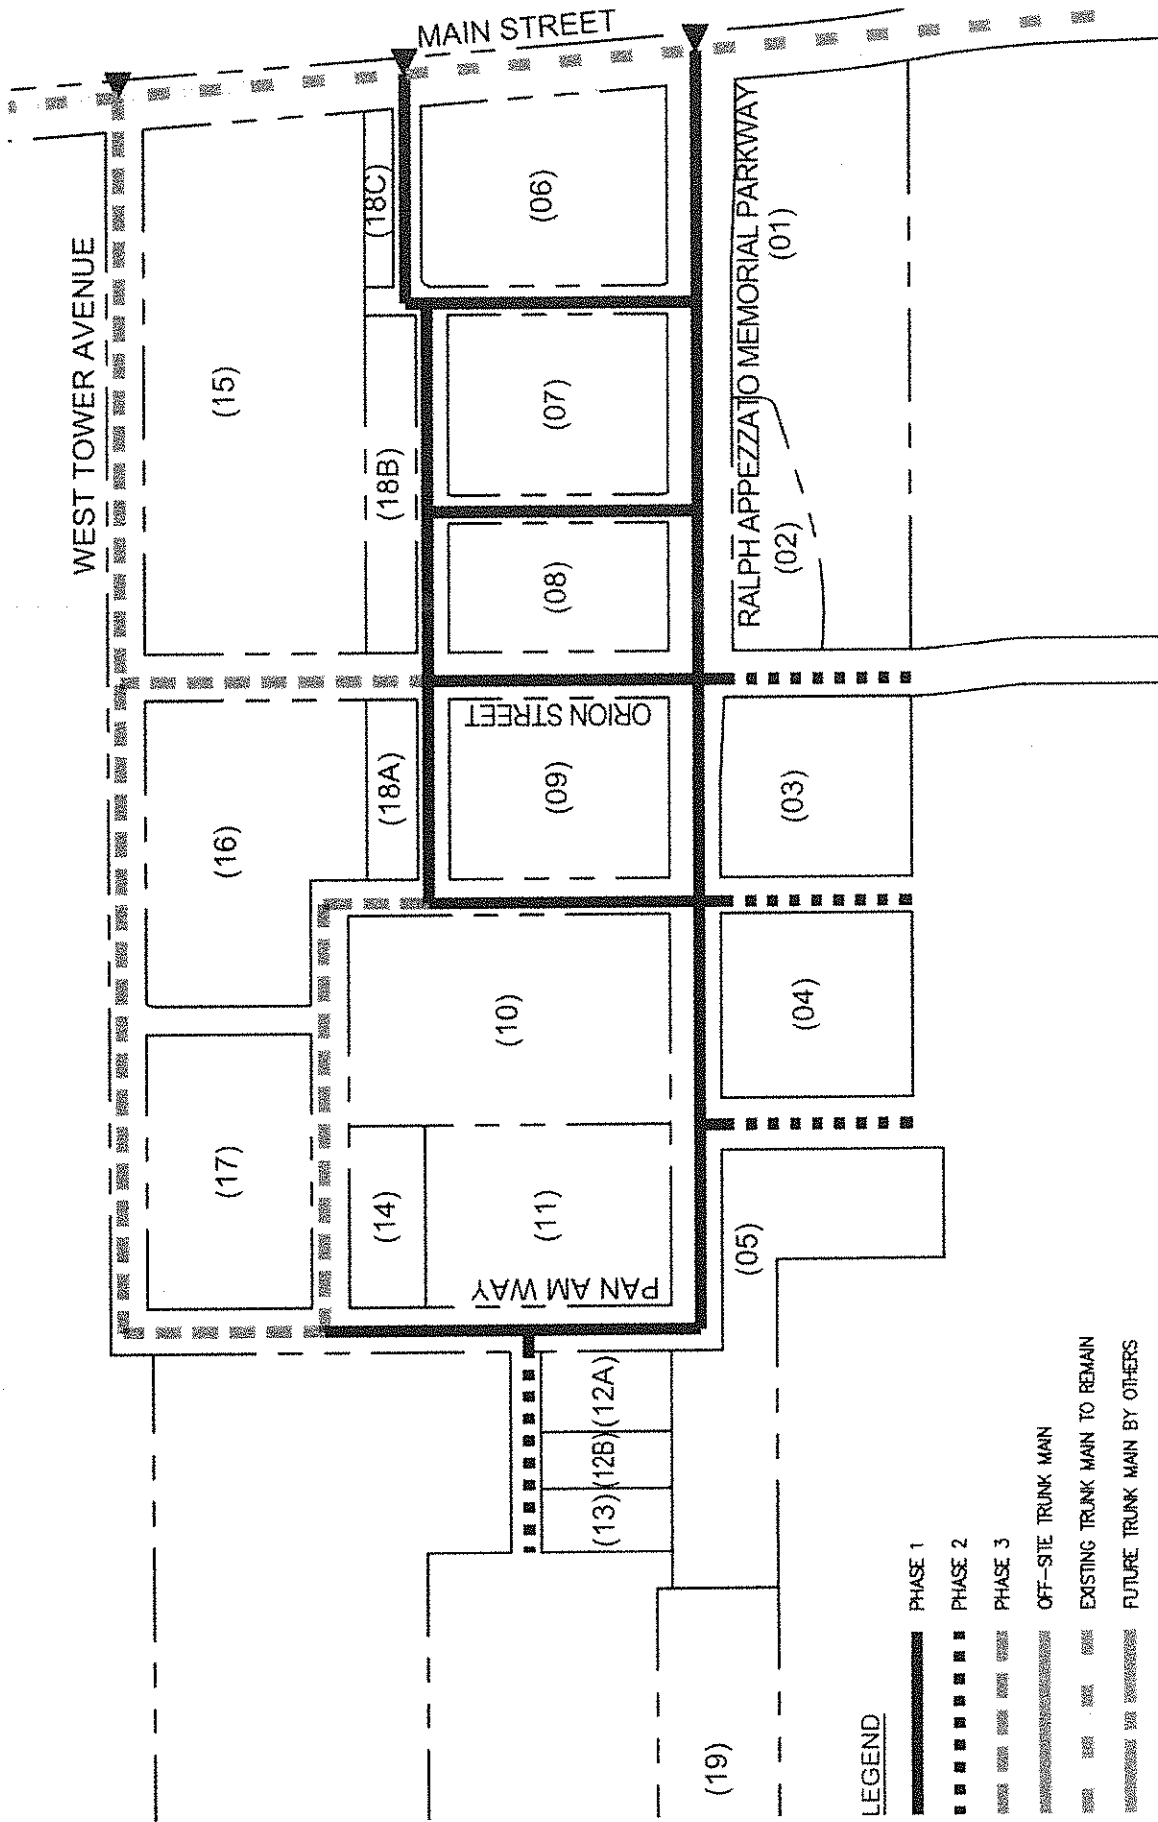 MAIN STREET
WEST TOWER AVENUE
RALPH APPEZZATO MEMORIAL PARKWAY
ORION STREET
PAN AM WAY
(18C)
(06)
(01)
(15)
(07)
(18B)
(02)
(08)
(16)
(18A)
(09)
(03)
(10)
(04)
(17)
(14)
(11)
(05)
(12A)
(12B)
(13)
(19)
LEGEND
PHASE 1
PHASE 2
PHASE 3
OFF-SITE TRUNK MAIN
EXISTING TRUNK MAIN TO REMAIN
FUTURE TRUNK MAIN BY OTHERS